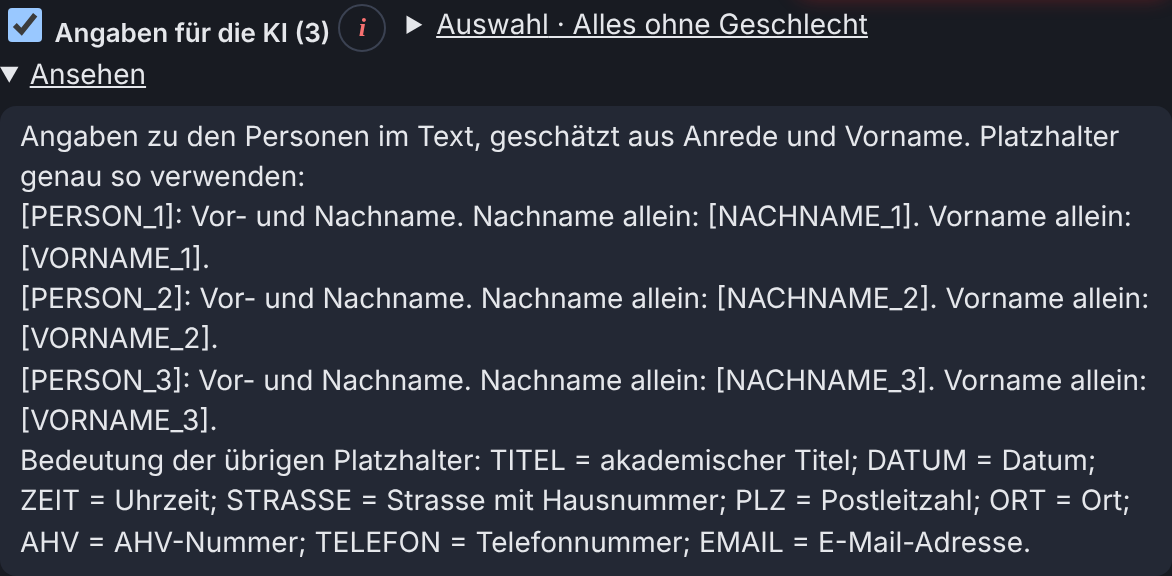 Angaben für die KI (3) i ▶ Auswahl · Alles ohne Geschlecht
▼ Ansehen
Angaben zu den Personen im Text, geschätzt aus Anrede und Vorname. Platzhalter
genau so verwenden:
[PERSON_1]: Vor- und Nachname. Nachname allein: [NACHNAME_1]. Vorname allein:
[VORNAME_1].
[PERSON_2]: Vor- und Nachname. Nachname allein: [NACHNAME_2]. Vorname allein:
[VORNAME_2].
[PERSON_3]: Vor- und Nachname. Nachname allein: [NACHNAME_3]. Vorname allein:
[VORNAME_3].
Bedeutung der übrigen Platzhalter: TITEL = akademischer Titel; DATUM = Datum;
ZEIT = Uhrzeit; STRASSE = Strasse mit Hausnummer; PLZ = Postleitzahl; ORT = Ort;
AHV = AHV-Nummer; TELEFON = Telefonnummer; EMAIL = E-Mail-Adresse.